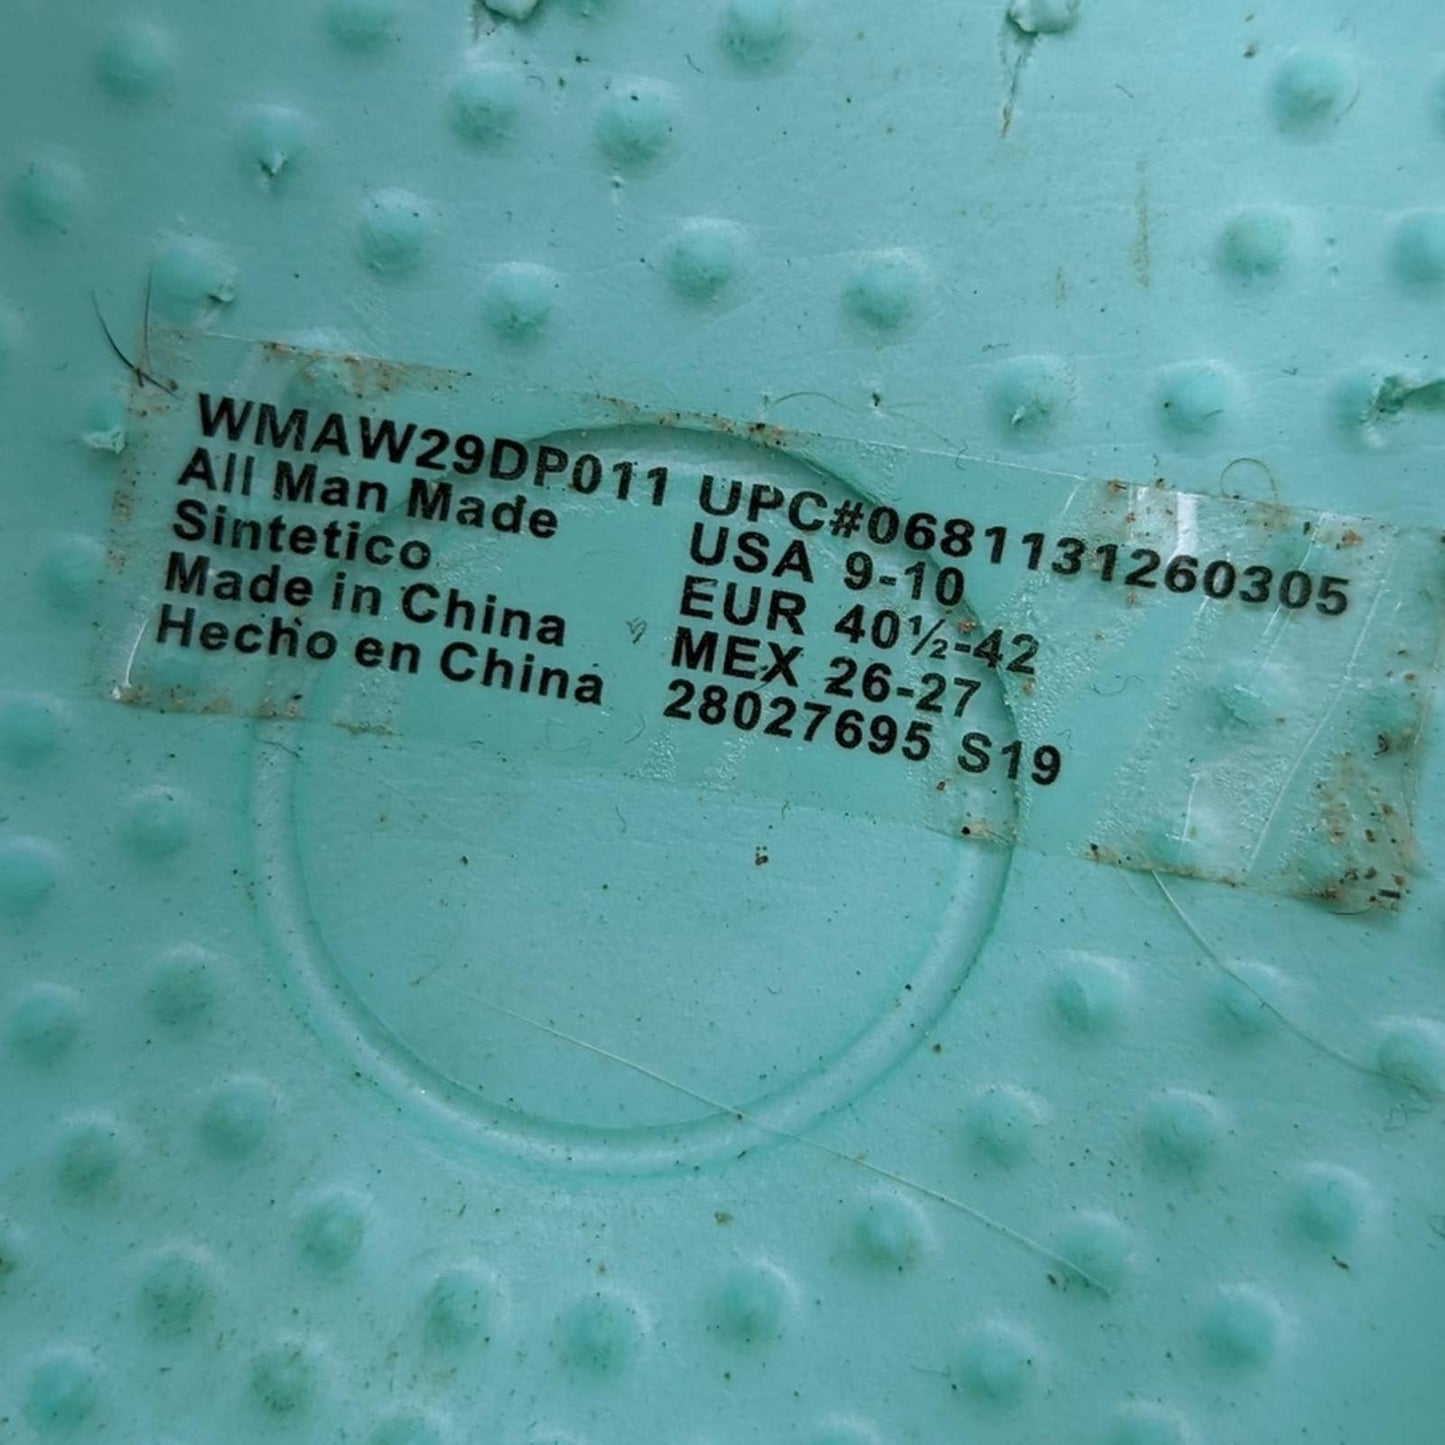 WMAW29DP011 UPC#0681131260305
All Man Made USA 9-10
Sintetico EUR 40½-42
Made in China MEX 26-27
Hecho en China 28027695 S19